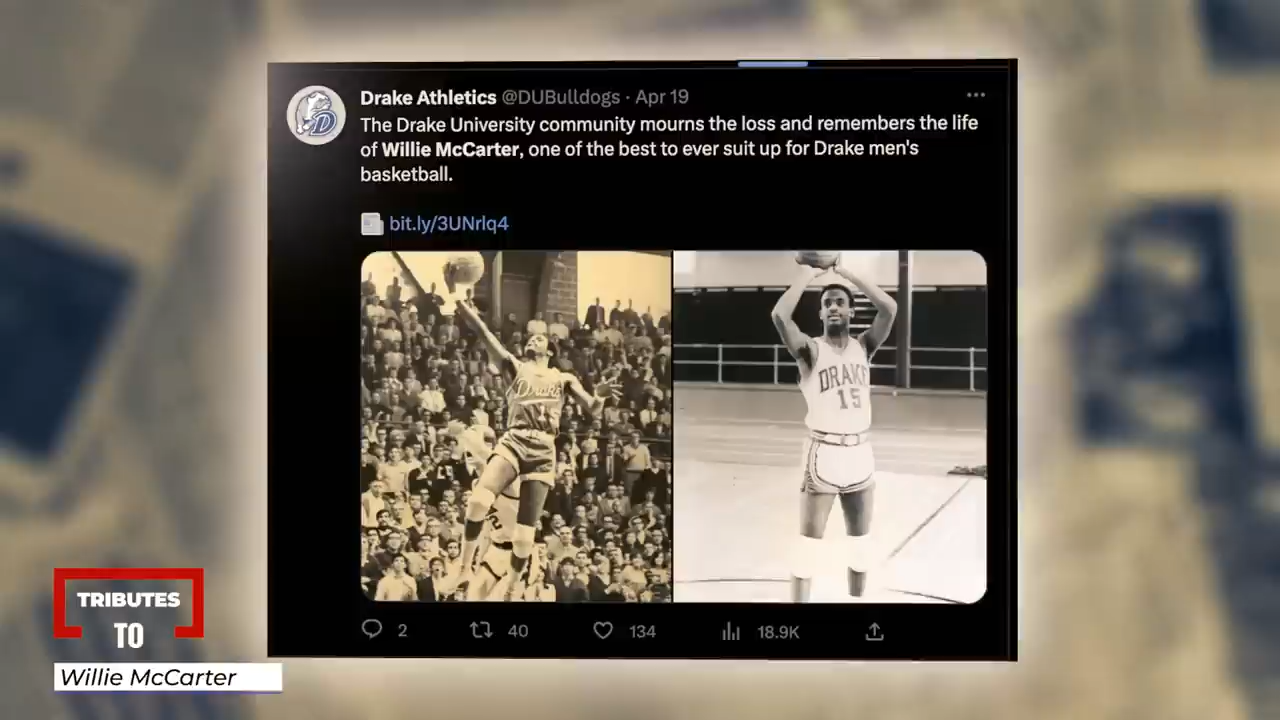 Drake Athletics @DUBulldogs · Apr 19 ...
The Drake University community mourns the loss and remembers the life
of Willie McCarter, one of the best to ever suit up for Drake men's
basketball.
bit.ly/3UNrlq4
D
Drake
DRAKE
15
2
40
134
18.9K
TRIBUTES
TO
Willie McCarter